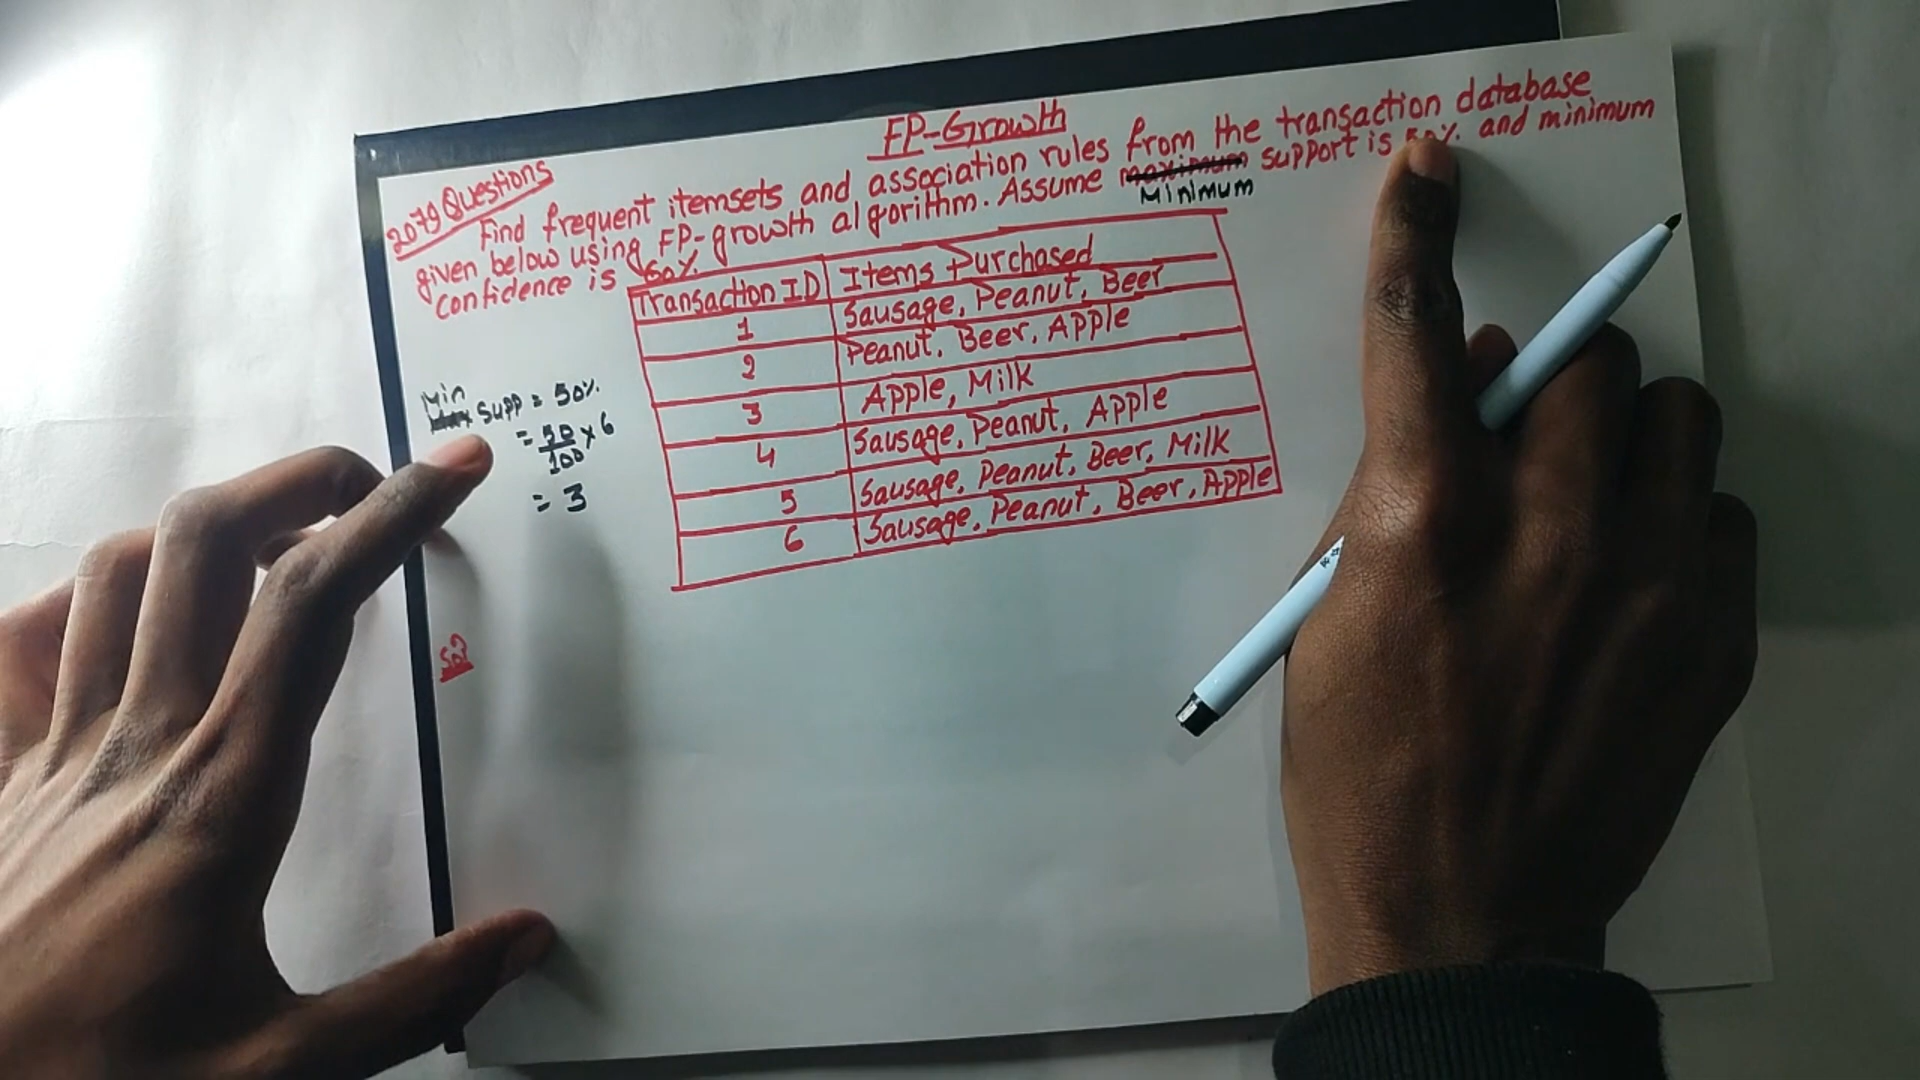 FP-Growth
2079 Questions
Find frequent itemsets and association rules from the transaction database
given below using FP-growth algorithm. Assume maximum support is 50% and minimum
Minimum
confidence is 60%.
Transaction ID Items Purchased
1 Sausage, Peanut, Beer
2 Peanut, Beer, Apple
3 Apple, Milk
4 Sausage, Peanut, Apple
5 Sausage, Peanut, Beer, Milk
6 Sausage, Peanut, Beer, Apple
Min
Supp = 50%
= 50/100 × 6
= 3